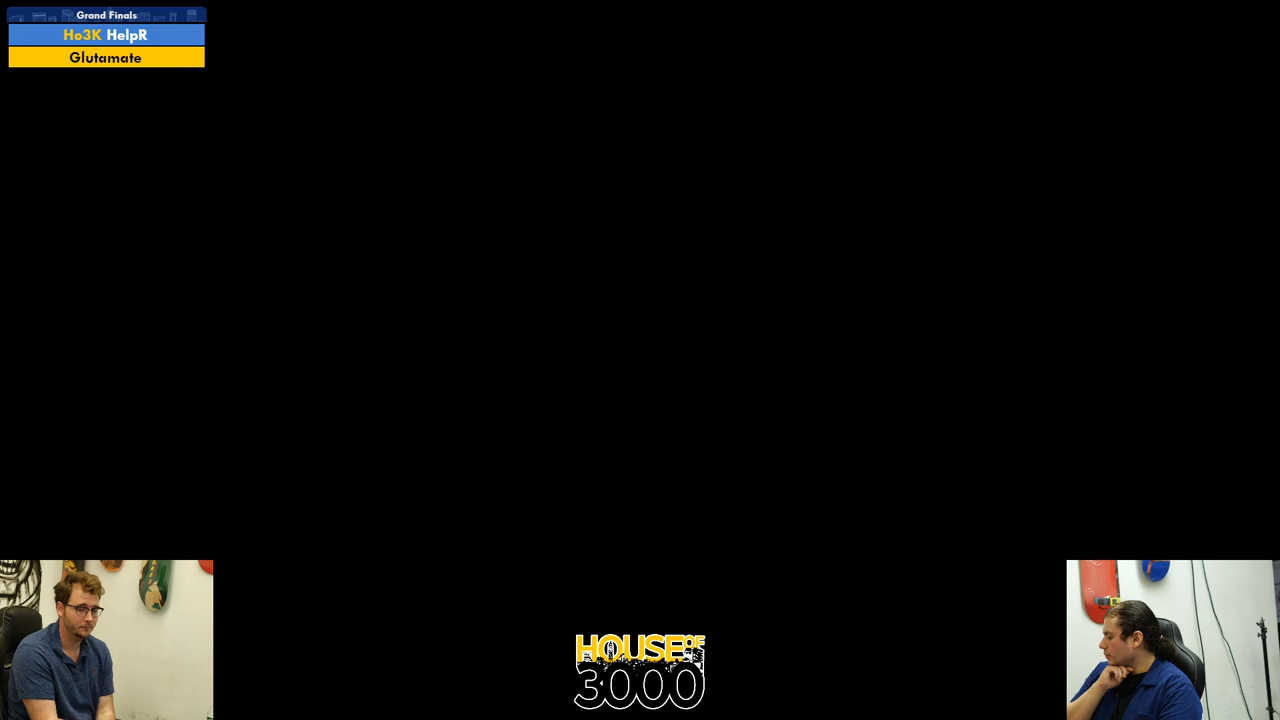 Grand Finals
Ho3K HelpR
Glutamate
HOUSE OF
3000